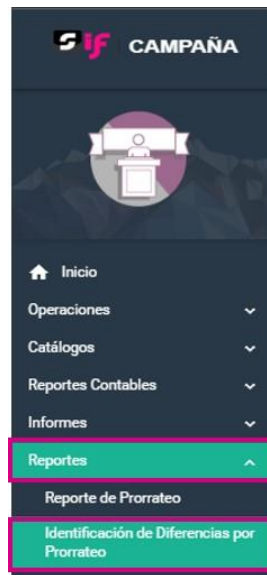 Sif CAMPAÑA
Inicio
Operaciones
Catálogos
Reportes Contables
Informes
Reportes
Reporte de Prorrateo
Identificación de Diferencias por
Prorrateo